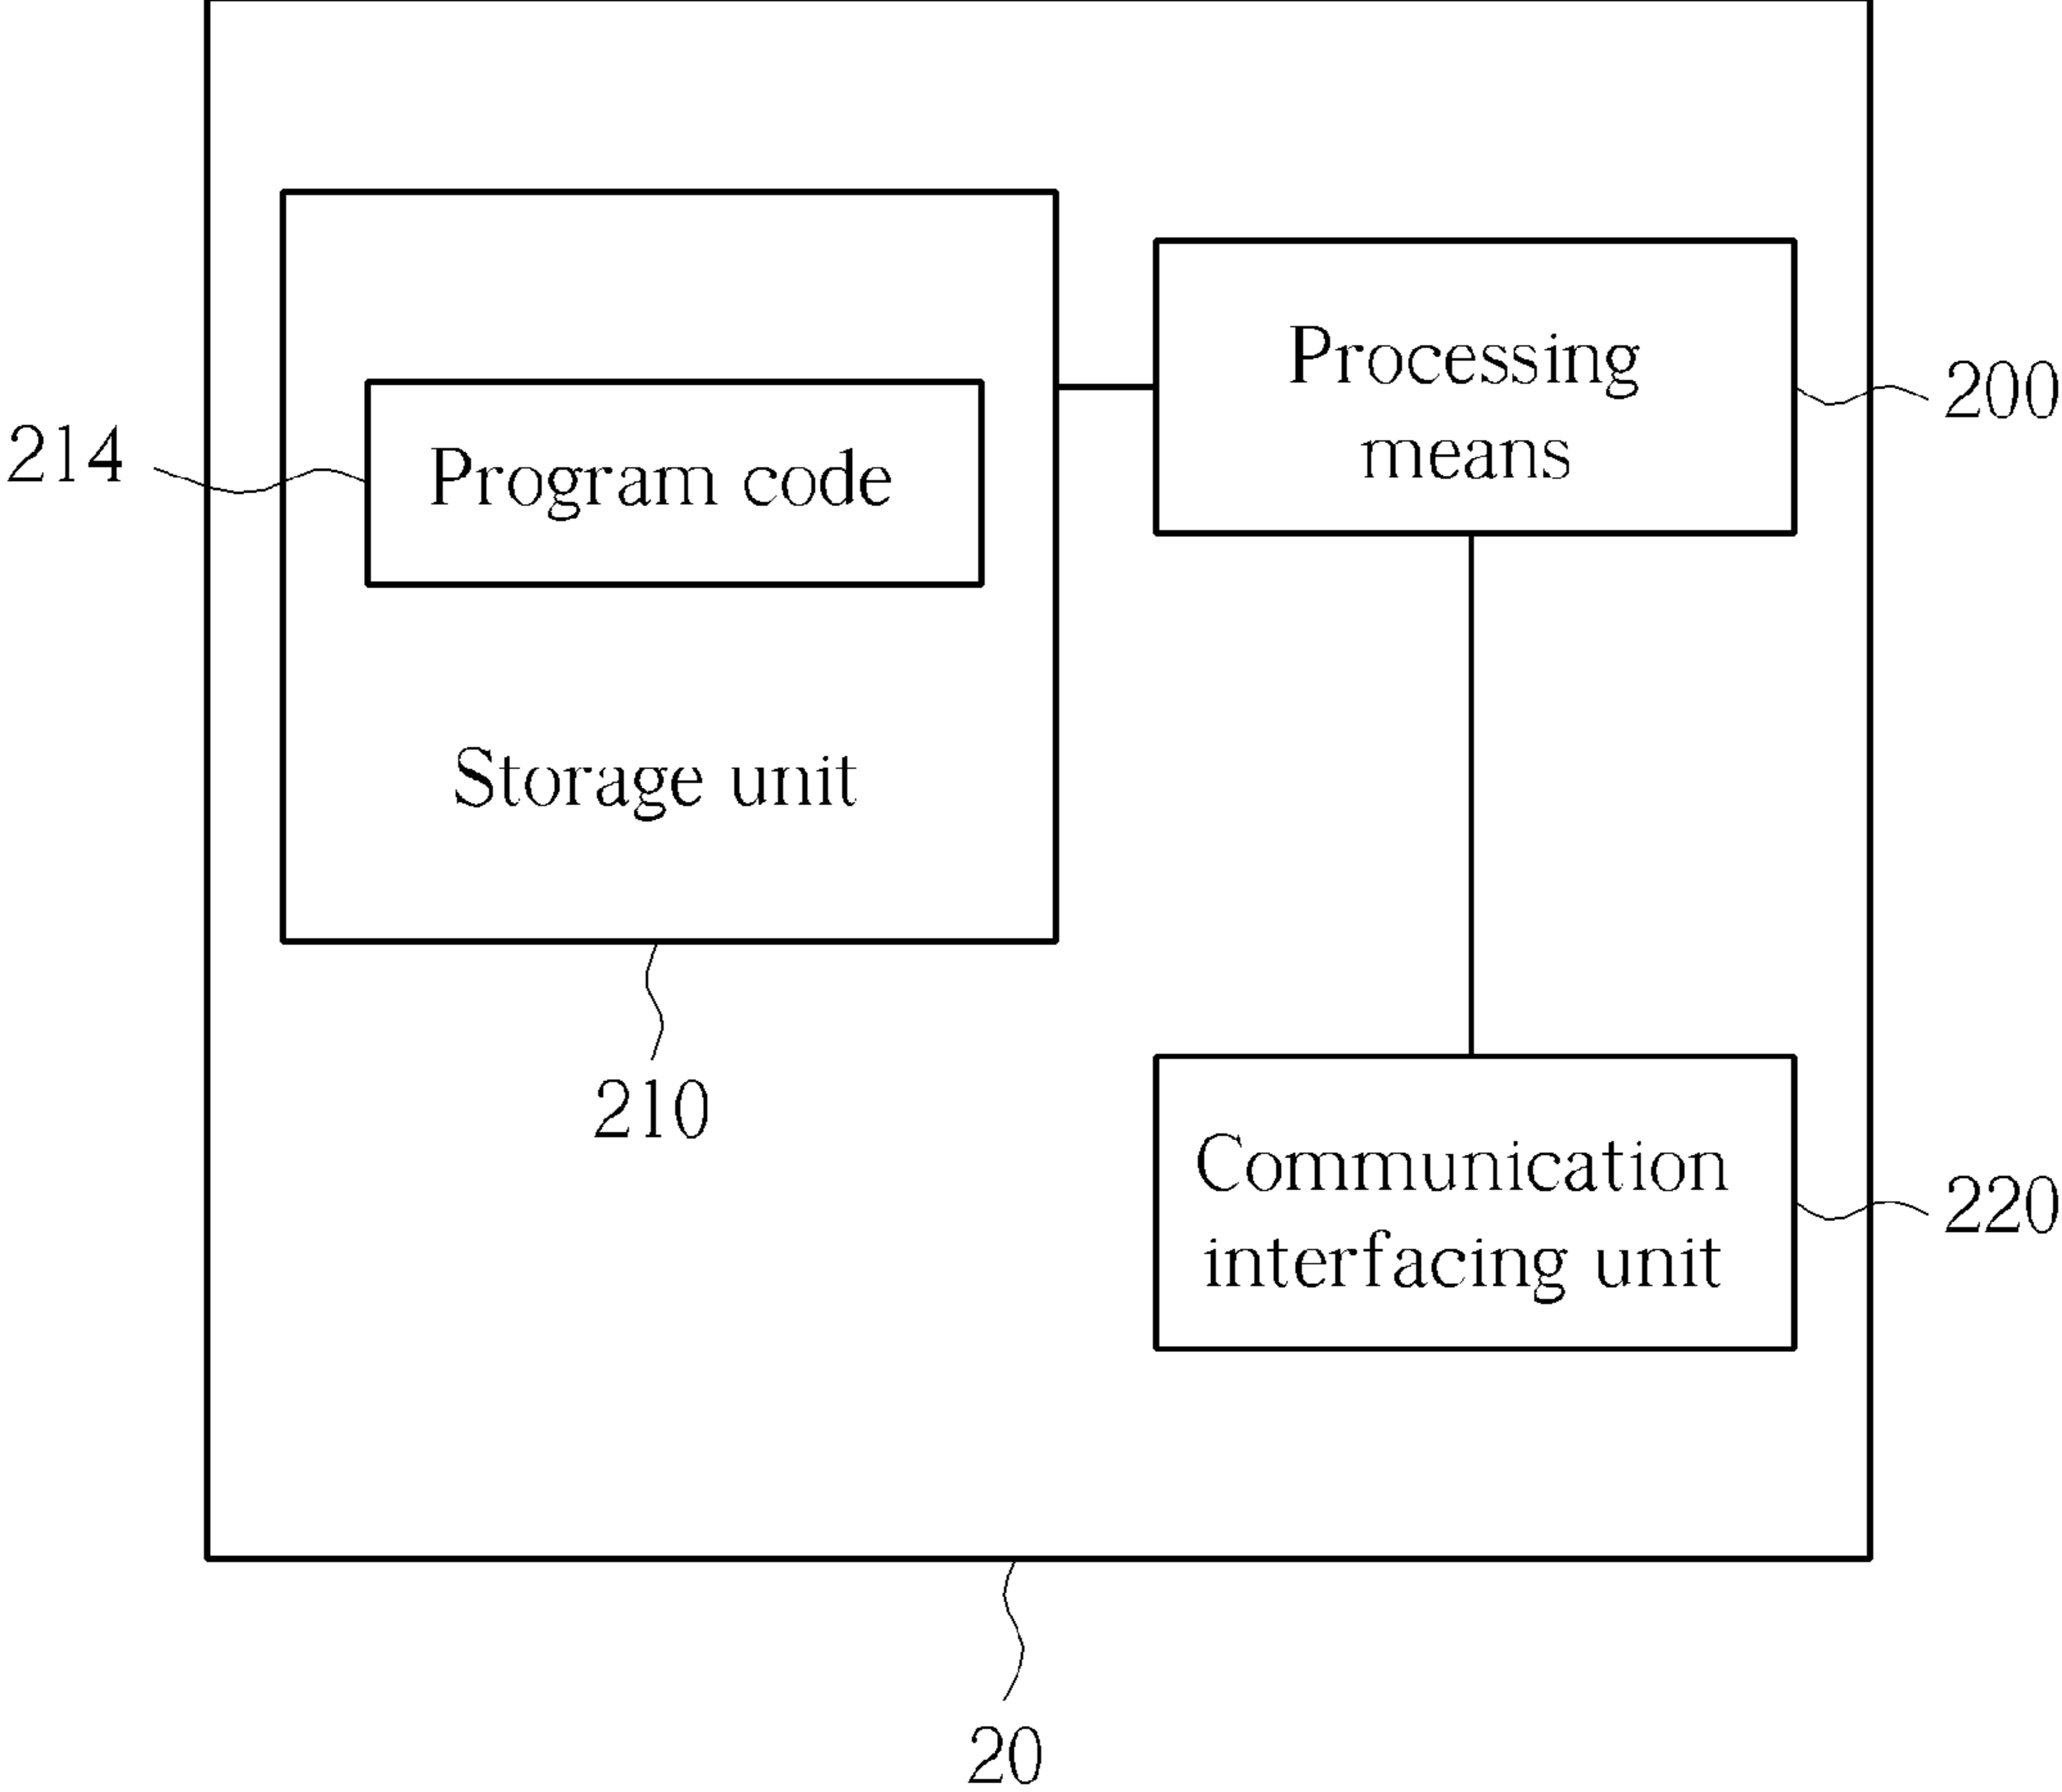 Processing
means
200
214
Program code
Storage unit
210
Communication
interfacing unit
220
20